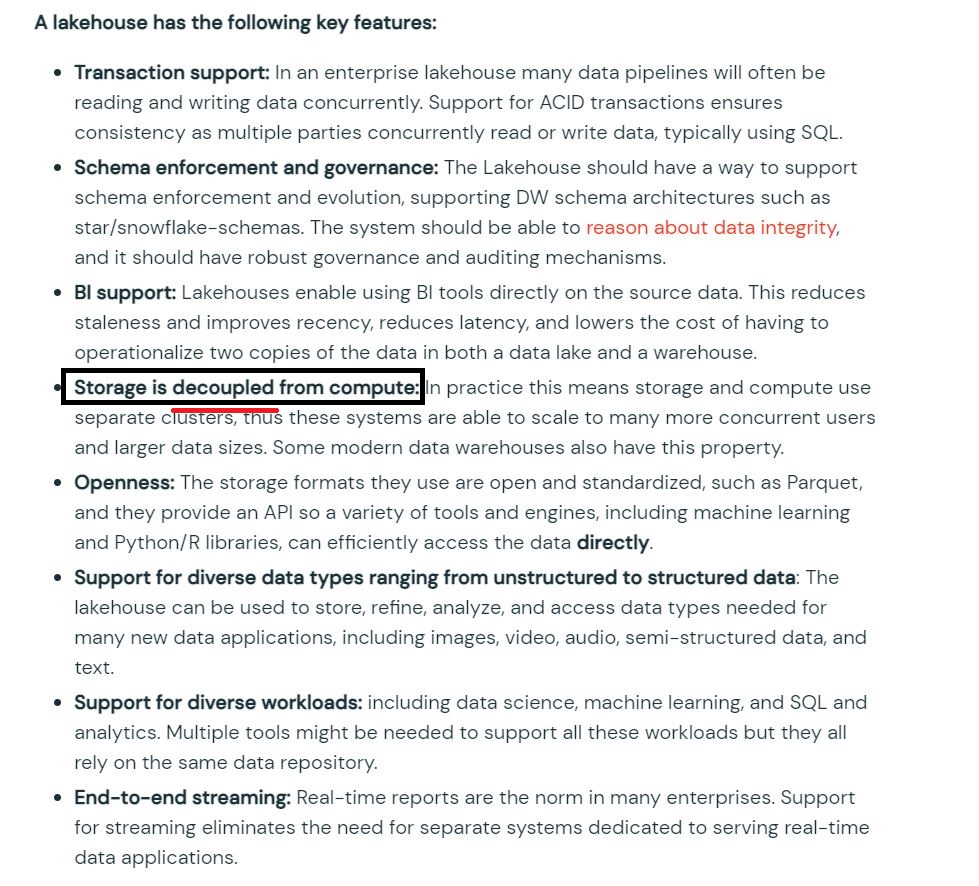 A lakehouse has the following key features:
• Transaction support: In an enterprise lakehouse many data pipelines will often be
reading and writing data concurrently. Support for ACID transactions ensures
consistency as multiple parties concurrently read or write data, typically using SQL.
• Schema enforcement and governance: The Lakehouse should have a way to support
schema enforcement and evolution, supporting DW schema architectures such as
star/snowflake-schemas. The system should be able to reason about data integrity,
and it should have robust governance and auditing mechanisms.
• BI support: Lakehouses enable using BI tools directly on the source data. This reduces
staleness and improves recency, reduces latency, and lowers the cost of having to
operationalize two copies of the data in both a data lake and a warehouse.
• Storage is decoupled from compute: In practice this means storage and compute use
separate clusters, thus these systems are able to scale to many more concurrent users
and larger data sizes. Some modern data warehouses also have this property.
• Openness: The storage formats they use are open and standardized, such as Parquet,
and they provide an API so a variety of tools and engines, including machine learning
and Python/R libraries, can efficiently access the data directly.
• Support for diverse data types ranging from unstructured to structured data: The
lakehouse can be used to store, refine, analyze, and access data types needed for
many new data applications, including images, video, audio, semi-structured data, and
text.
• Support for diverse workloads: including data science, machine learning, and SQL and
analytics. Multiple tools might be needed to support all these workloads but they all
rely on the same data repository.
• End-to-end streaming: Real-time reports are the norm in many enterprises. Support
for streaming eliminates the need for separate systems dedicated to serving real-time
data applications.